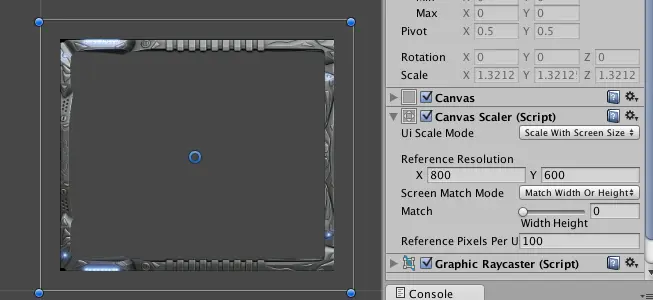 Max X 0 Y 0
Pivot X 0.5 Y 0.5
Rotation X 0 Y 0 Z 0
Scale X 1.3212 Y 1.3212 Z 1.3212
Canvas
Canvas Scaler (Script)
Ui Scale Mode Scale With Screen Size
Reference Resolution
X 800 Y 600
Screen Match Mode Match Width Or Height
Match 0
Width Height
Reference Pixels Per U 100
Graphic Raycaster (Script)
Console